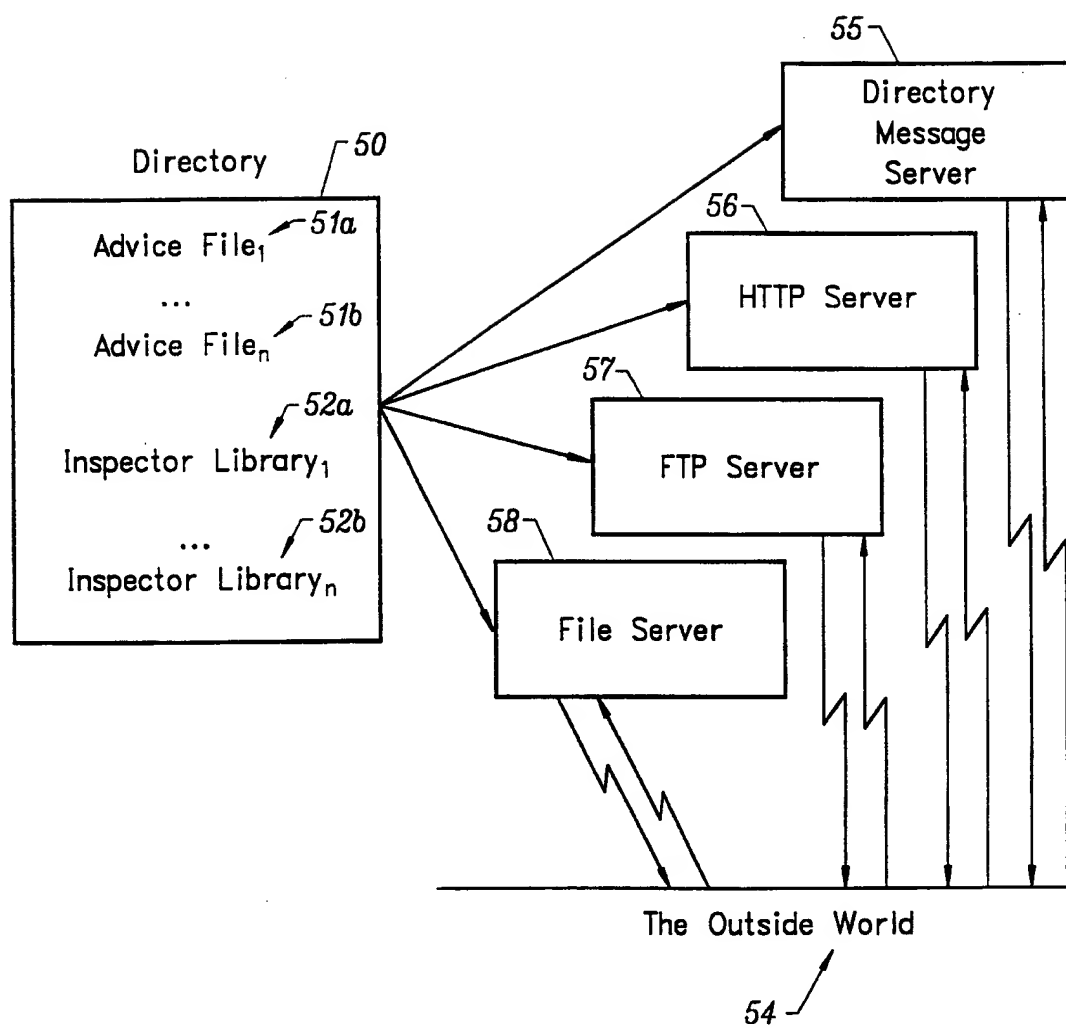 55
Directory
Message
Server
Directory
50
Advice File₁
51a
...
Advice Fileₙ
51b
Inspector Library₁
52a
...
Inspector Libraryₙ
52b
56
HTTP Server
57
FTP Server
58
File Server
The Outside World
54